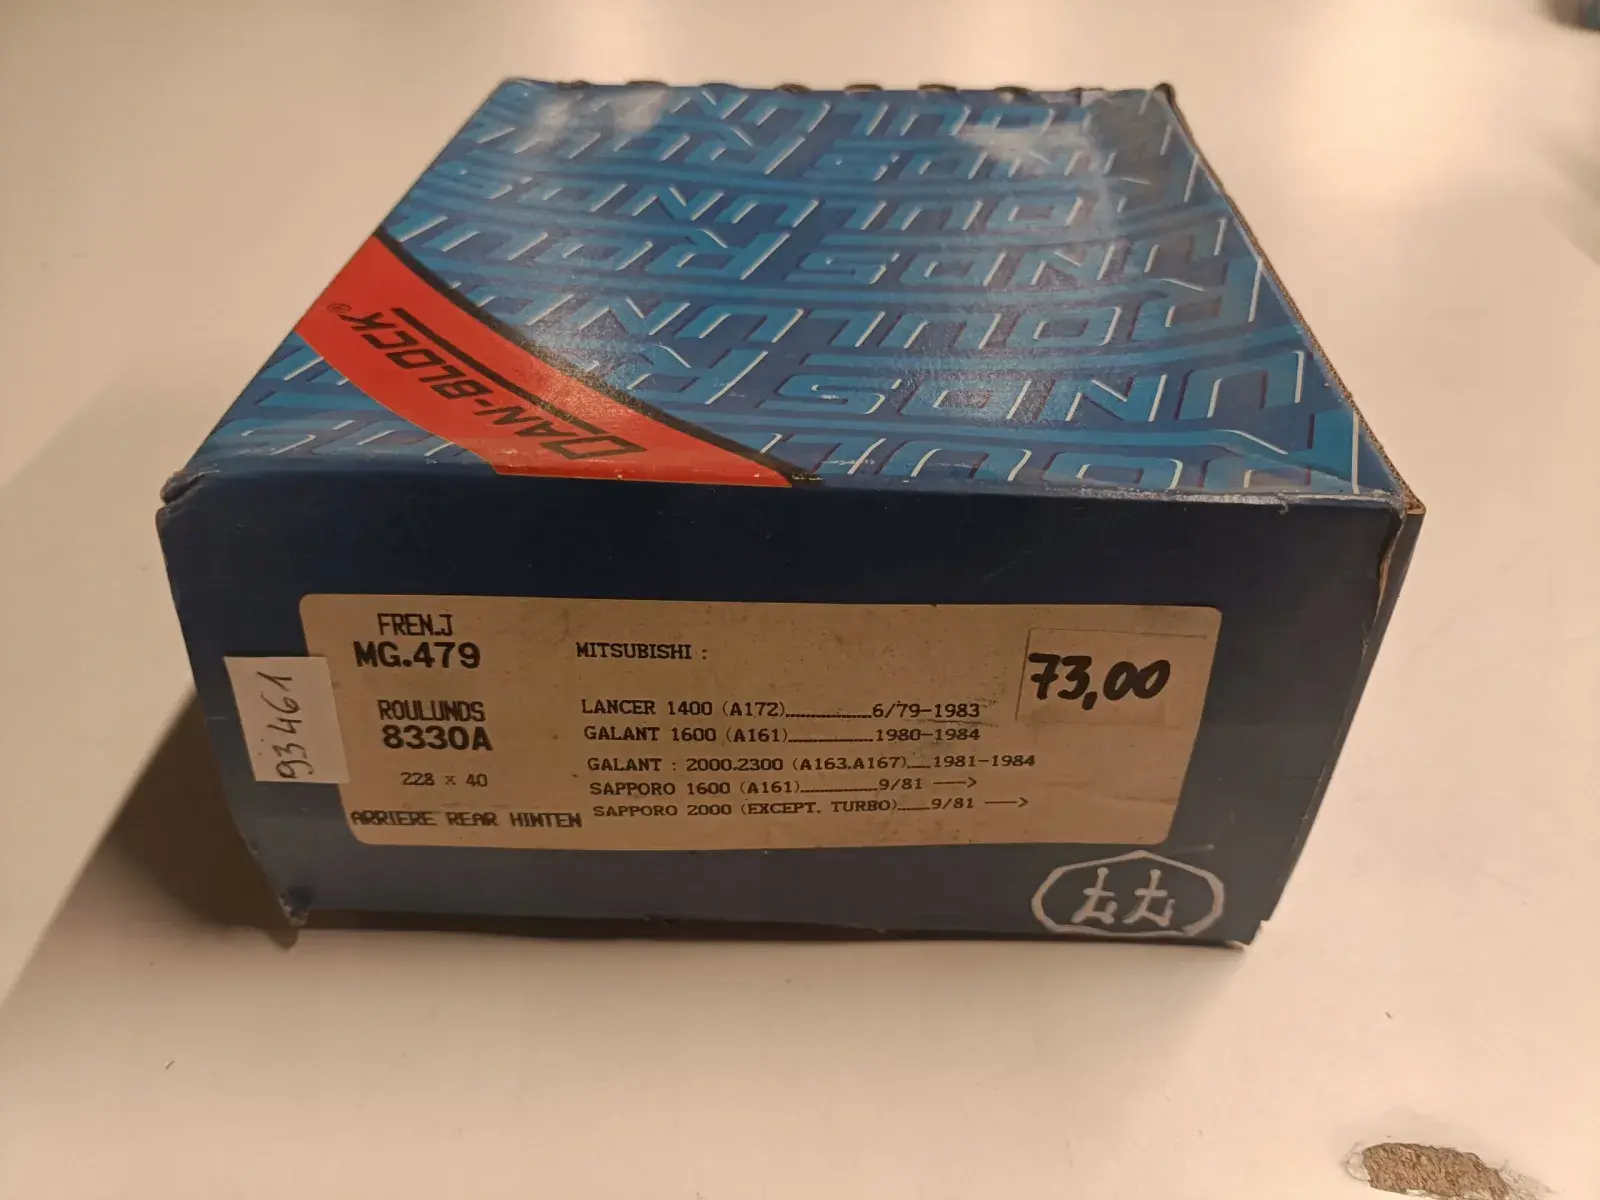 ROULUNDS ROULUNDS
DAN-BLOCK®
FREN.J
MG.479
ROULUNDS
8330A
228 x 40
ARRIERE REAR HINTEN
93461
MITSUBISHI :
LANCER 1400 (A172)..............6/79-1983
GALANT 1600 (A161)..............1980-1984
GALANT : 2000.2300 (A163.A167)....1981-1984
SAPPORO 1600 (A161)..............9/81 --->
SAPPORO 2000 (EXCEPT. TURBO)......9/81 --->
73,00